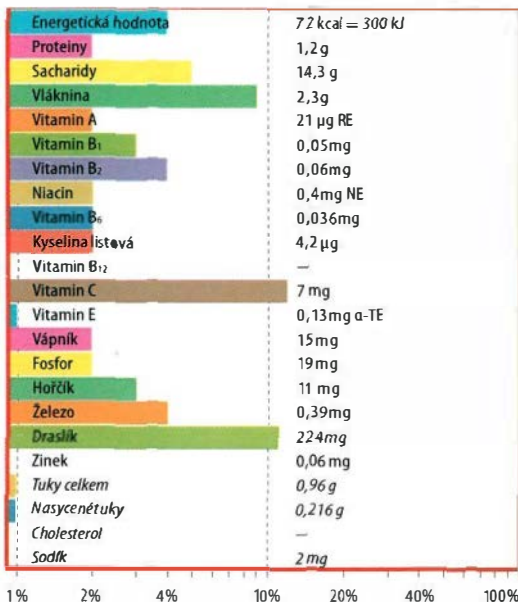 Energetická hodnota 72 kcal = 300 kJ
Proteiny 1,2g
Sacharidy 14,3 g
Vláknina 2,3g
Vitamin A 21 µg RE
Vitamin B₁ 0,05mg
Vitamin B₂ 0,06mg
Niacin 0,4mg NE
Vitamin B₆ 0,036mg
Kyselina listová 4,2µg
Vitamin B₁₂ —
Vitamin C 7 mg
Vitamin E 0,13mg α-TE
Vápník 15mg
Fosfor 19mg
Hořčík 11 mg
Železo 0,39mg
Draslík 224mg
Zinek 0,06 mg
Tuky celkem 0,96g
Nasycené tuky 0,216 g
Cholesterol —
Sodík 2 mg
1% 2% 4% 10% 20% 40% 100%